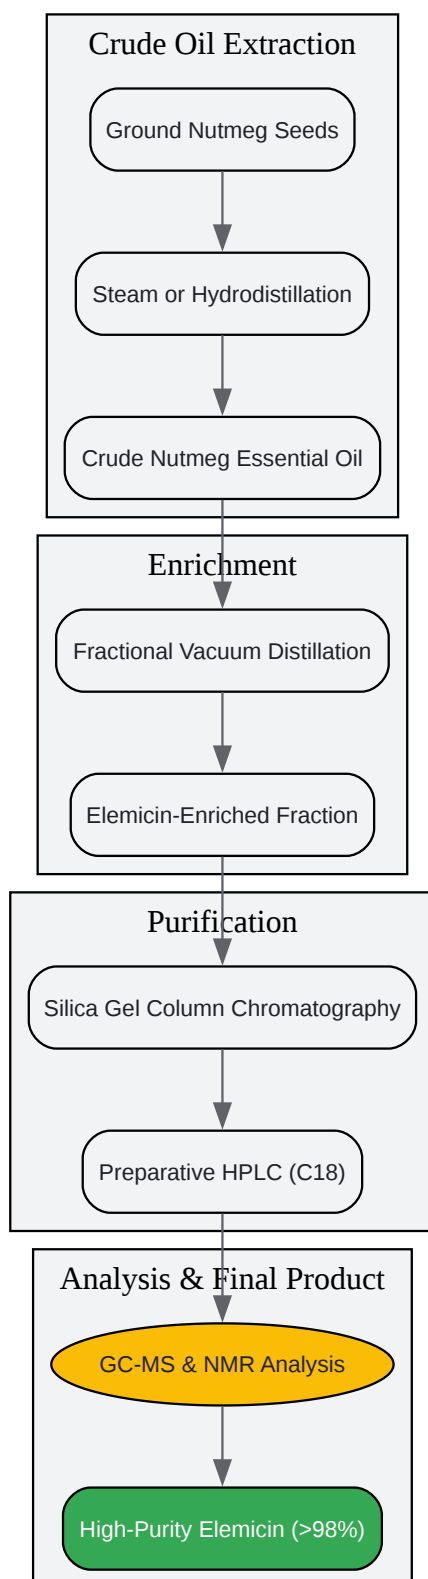 Crude Oil Extraction
Ground Nutmeg Seeds
Steam or Hydrodistillation
Crude Nutmeg Essential Oil
Enrichment
Fractional Vacuum Distillation
Elemicin-Enriched Fraction
Purification
Silica Gel Column Chromatography
Preparative HPLC (C18)
Analysis & Final Product
GC-MS & NMR Analysis
High-Purity Elemicin (>98%)